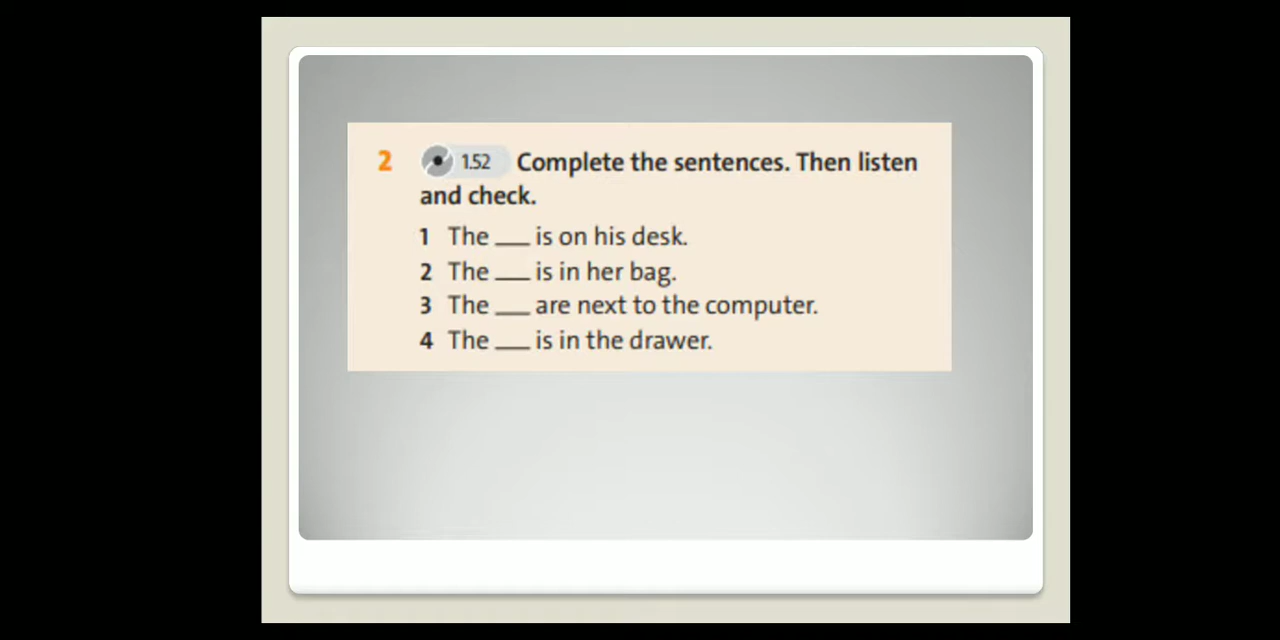 2 1.52 Complete the sentences. Then listen
and check.
1 The ___ is on his desk.
2 The ___ is in her bag.
3 The ___ are next to the computer.
4 The ___ is in the drawer.